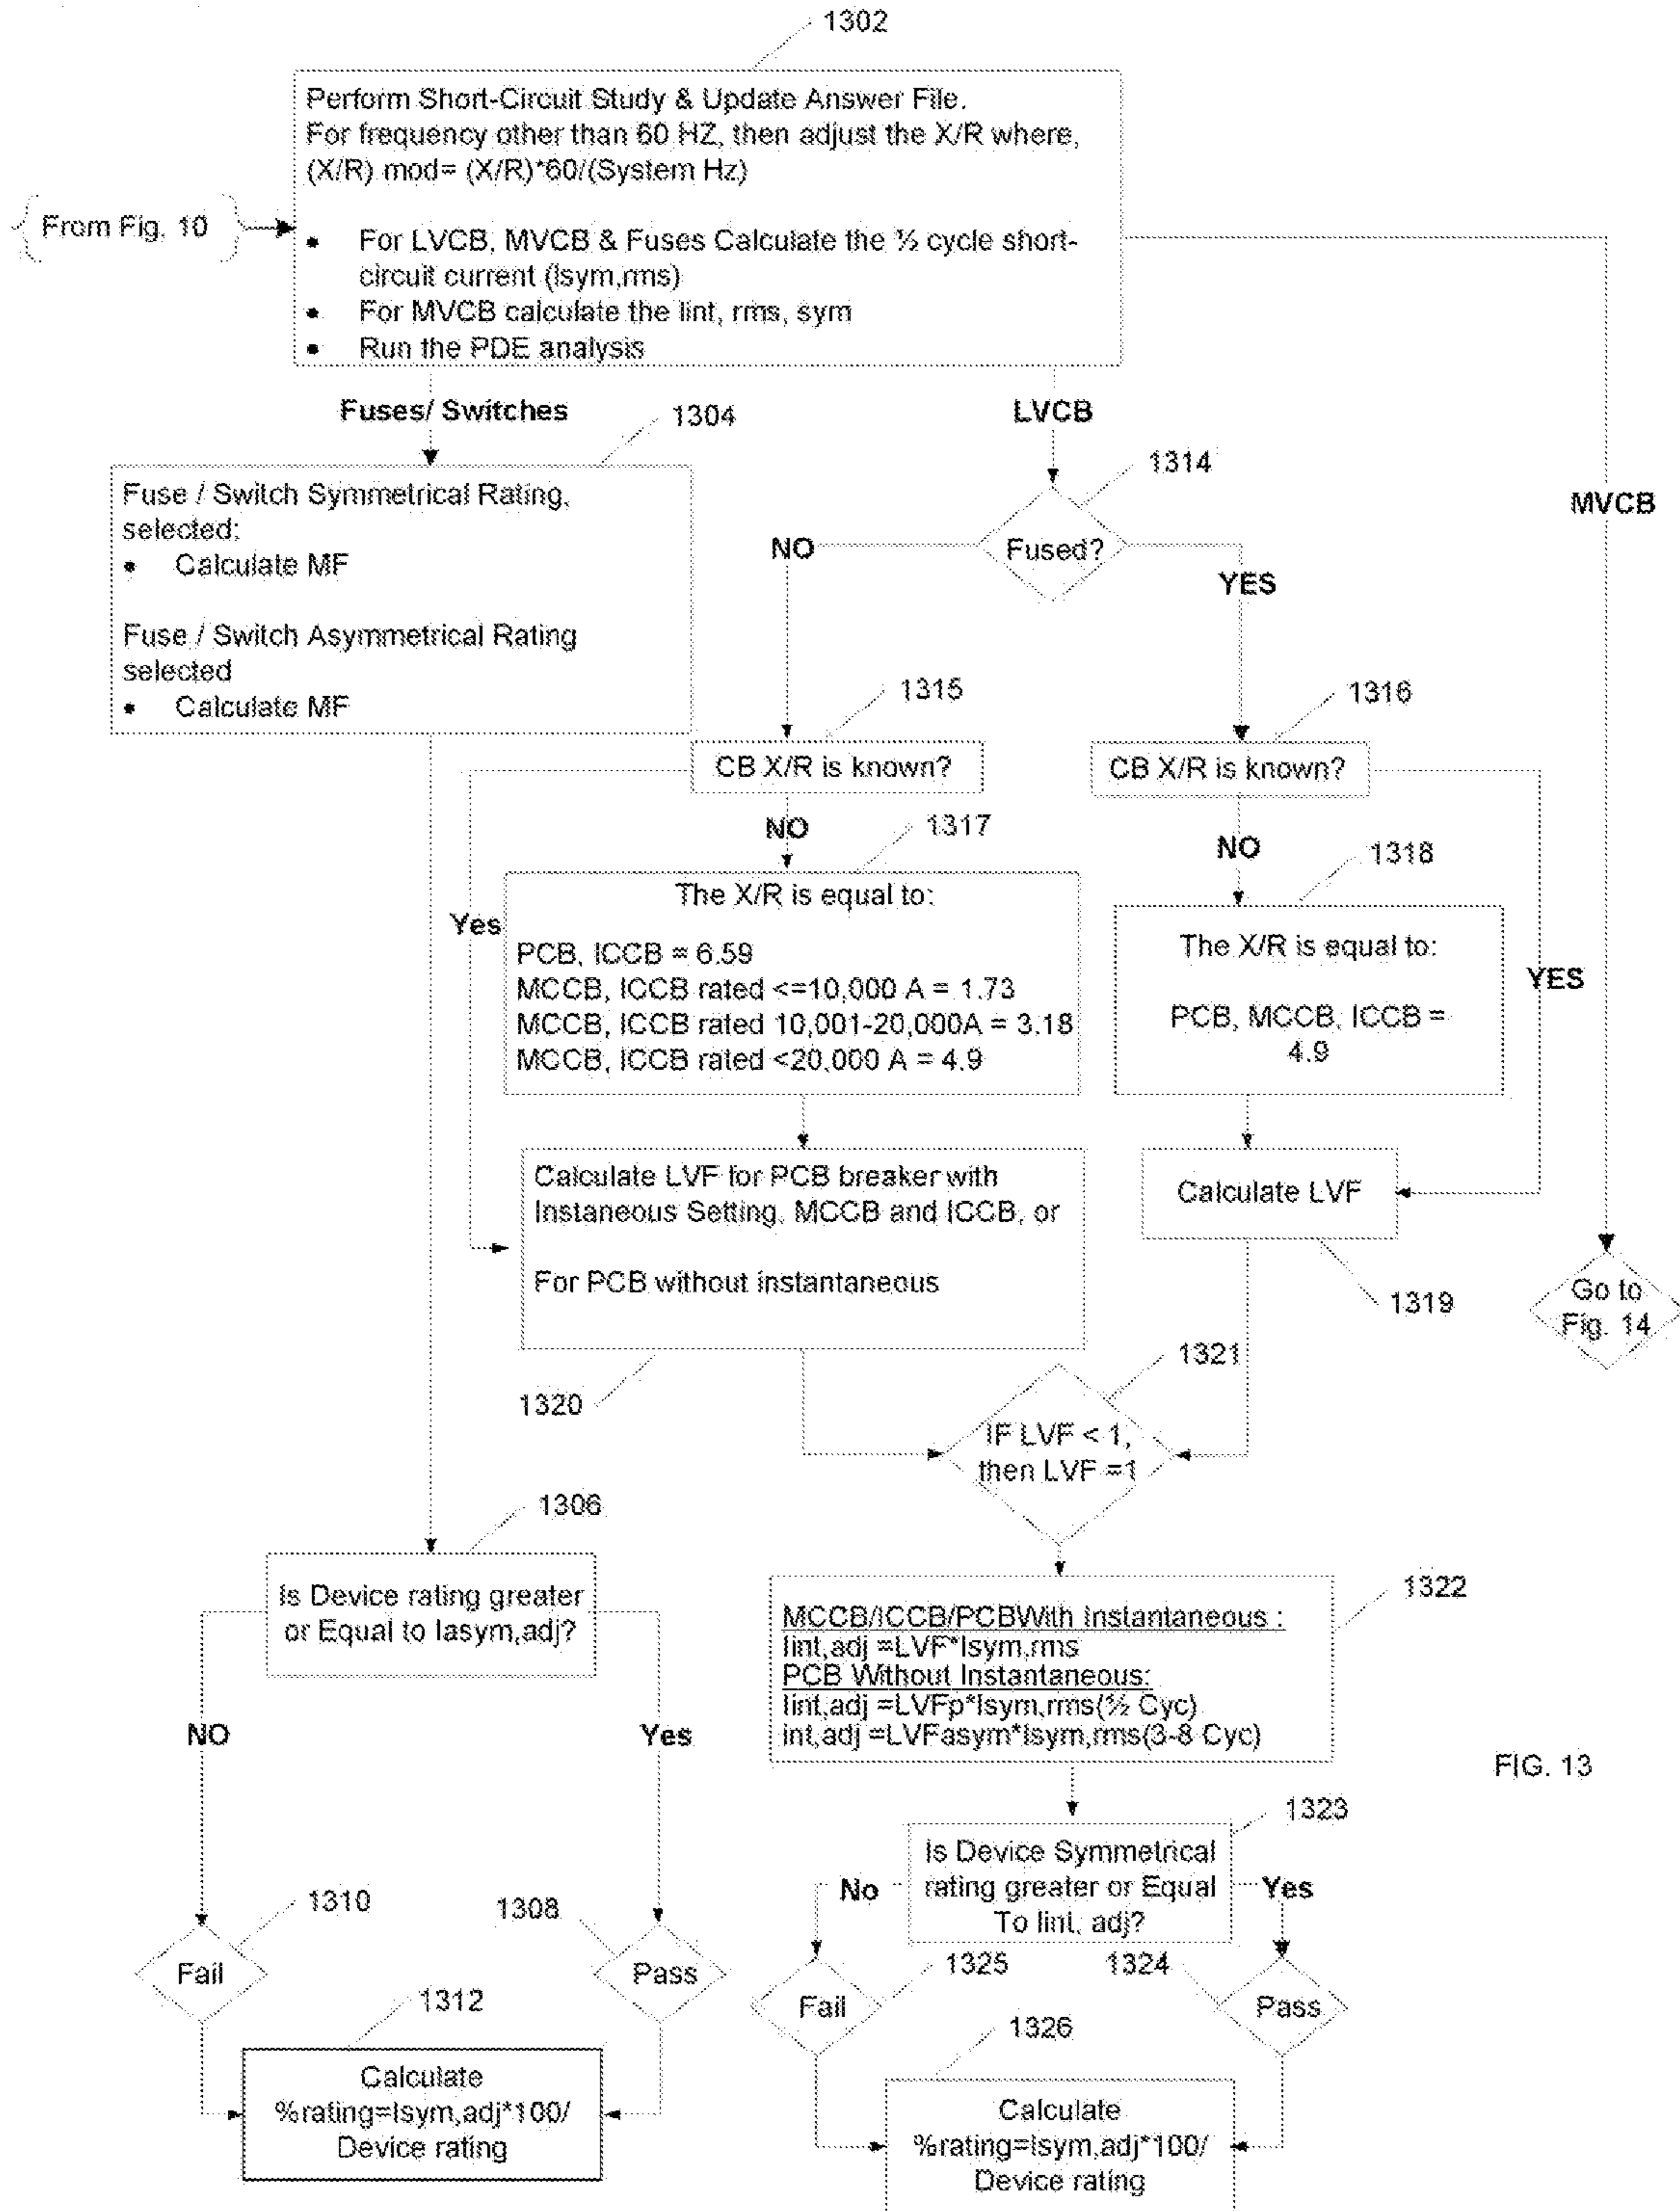 1302
Perform Short-Circuit Study & Update Answer File.
For frequency other than 60 HZ, then adjust the X/R where,
(X/R) mod= (X/R)*60/(System Hz)
From Fig. 10
• For LVCB, MVCB & Fuses Calculate the ½ cycle short-
circuit current (Isym,rms)
• For MVCB calculate the Iint, rms, sym
• Run the PDE analysis
Fuses/ Switches
LVCB
MVCB
1304
Fuse / Switch Symmetrical Rating,
selected:
• Calculate MF
Fuse / Switch Asymmetrical Rating
selected
• Calculate MF
1314
Fused?
NO
YES
1315
CB X/R is known?
1316
CB X/R is known?
NO
1317
Yes
The X/R is equal to:
PCB, ICCB = 6.59
MCCB, ICCB rated <=10,000 A = 1.73
MCCB, ICCB rated 10,001-20,000A = 3.18
MCCB, ICCB rated <20,000 A = 4.9
NO
1318
The X/R is equal to:
PCB, MCCB, ICCB =
4.9
YES
Calculate LVF for PCB breaker with
Instaneous Setting, MCCB and ICCB, or
For PCB without instantaneous
1320
Calculate LVF
1319
Go to
Fig. 14
1321
IF LVF < 1,
then LVF =1
1306
Is Device rating greater
or Equal to Iasym,adj?
NO
Yes
1322
MCCB/ICCB/PCBWith Instantaneous :
Iint,adj =LVF*Isym,rms
PCB Without Instantaneous:
Iint,adj =LVFp*Isym,rms(½ Cyc)
int,adj =LVFasym*Isym,rms(3-8 Cyc)
FIG. 13
1323
Is Device Symmetrical
rating greater or Equal
To Iint, adj?
No
Yes
1310
Fail
1308
Pass
1325
Fail
1324
Pass
1312
Calculate
%rating=Isym,adj*100/
Device rating
1326
Calculate
%rating=Isym,adj*100/
Device rating